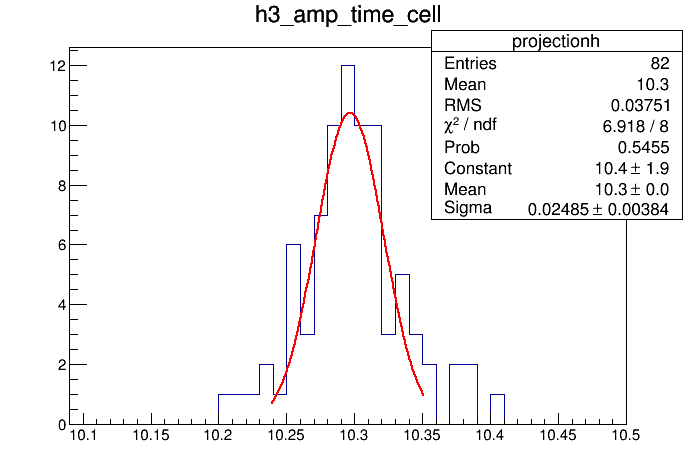 h3_amp_time_cell
projectionh
Entries 82
Mean 10.3
RMS 0.03751
χ² / ndf 6.918 / 8
Prob 0.5455
Constant 10.4 ± 1.9
Mean 10.3 ± 0.0
Sigma 0.02485 ± 0.00384
12
10
8
6
4
2
0
10.1 10.15 10.2 10.25 10.3 10.35 10.4 10.45 10.5